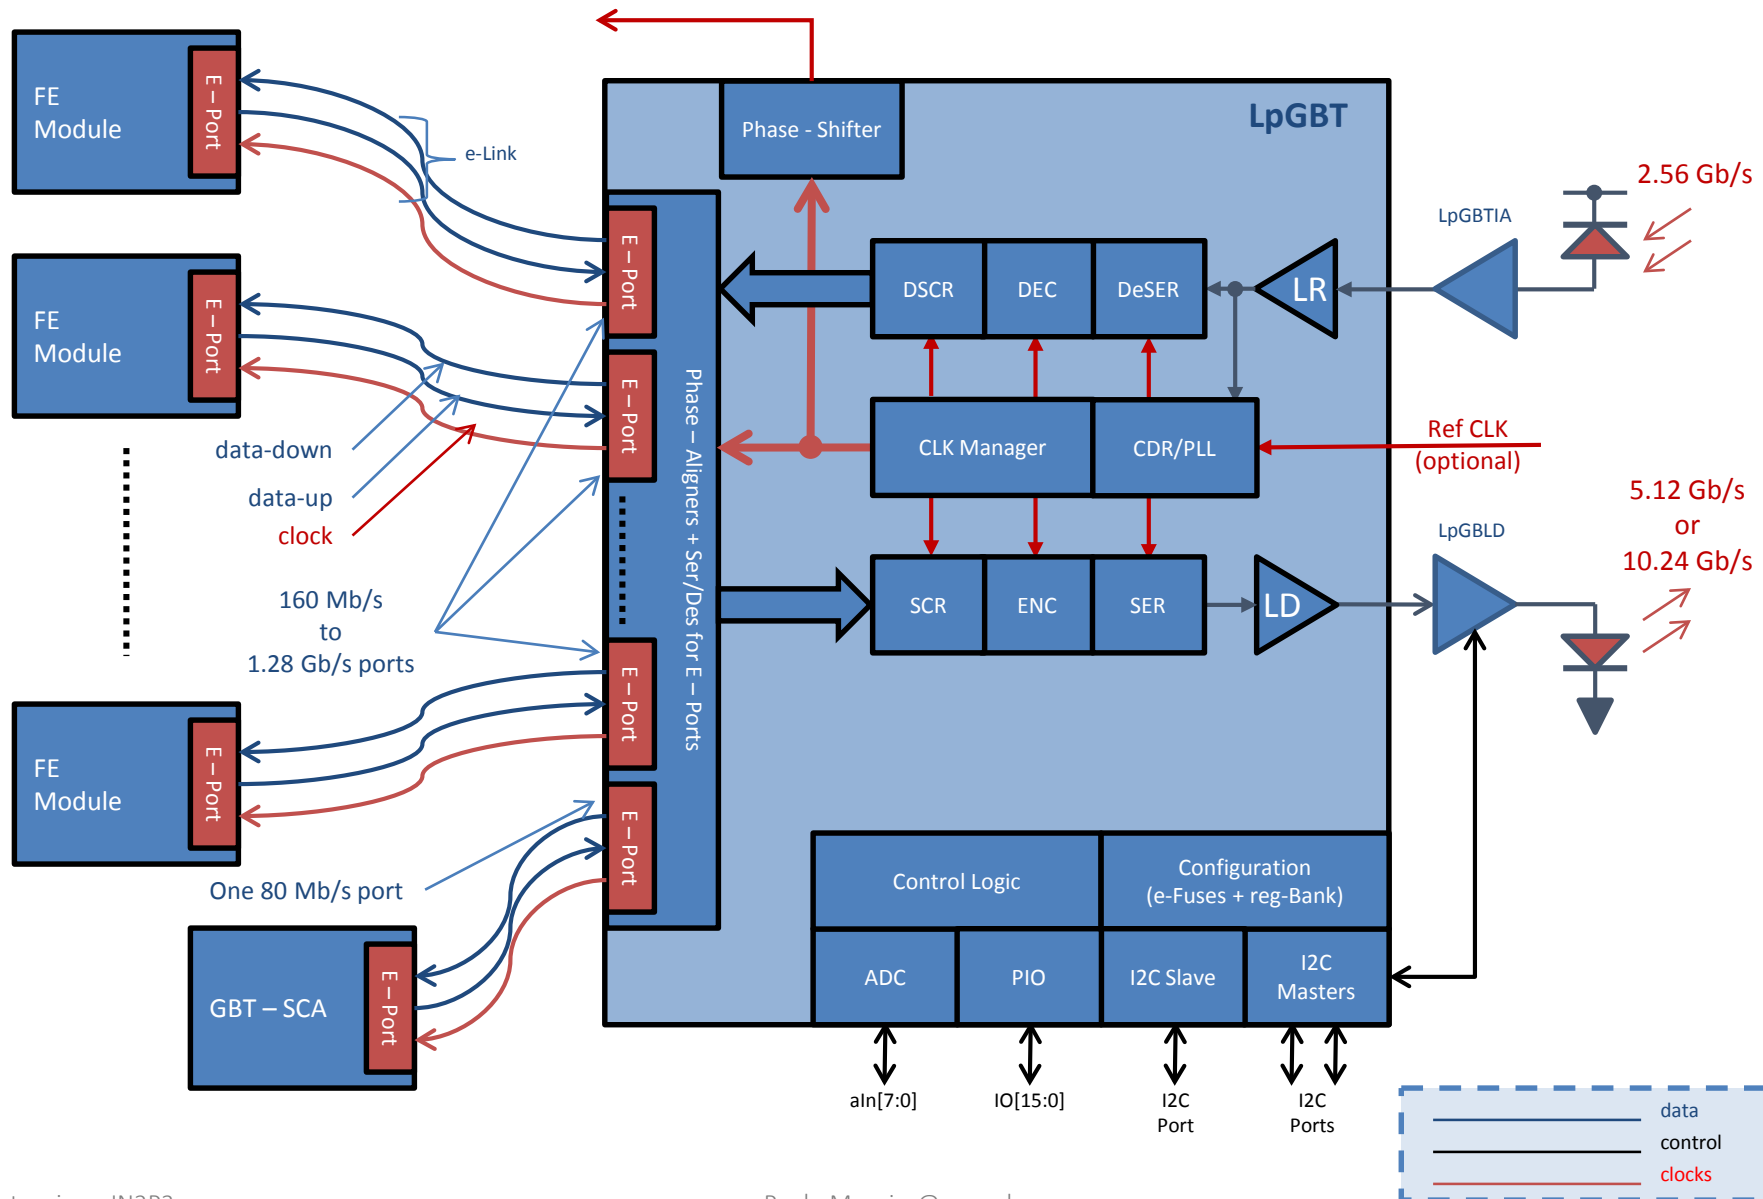 FE
Module
E – Port
e-Link
Phase - Shifter
LpGBT
2.56 Gb/s
LpGBTIA
E – Port
DSCR
DEC
DeSER
LR
FE
Module
E – Port
E – Port
Phase – Aligners + Ser/Des for E – Ports
CLK Manager
CDR/PLL
Ref CLK
(optional)
data-down
data-up
clock
5.12 Gb/s
or
10.24 Gb/s
LpGBLD
160 Mb/s
to
1.28 Gb/s ports
SCR
ENC
SER
LD
E – Port
FE
Module
E – Port
One 80 Mb/s port
E – Port
Control Logic
Configuration
(e-Fuses + reg-Bank)
GBT – SCA
E – Port
ADC
PIO
I2C Slave
I2C
Masters
aIn[7:0]
IO[15:0]
I2C
Port
I2C
Ports
data
control
clocks